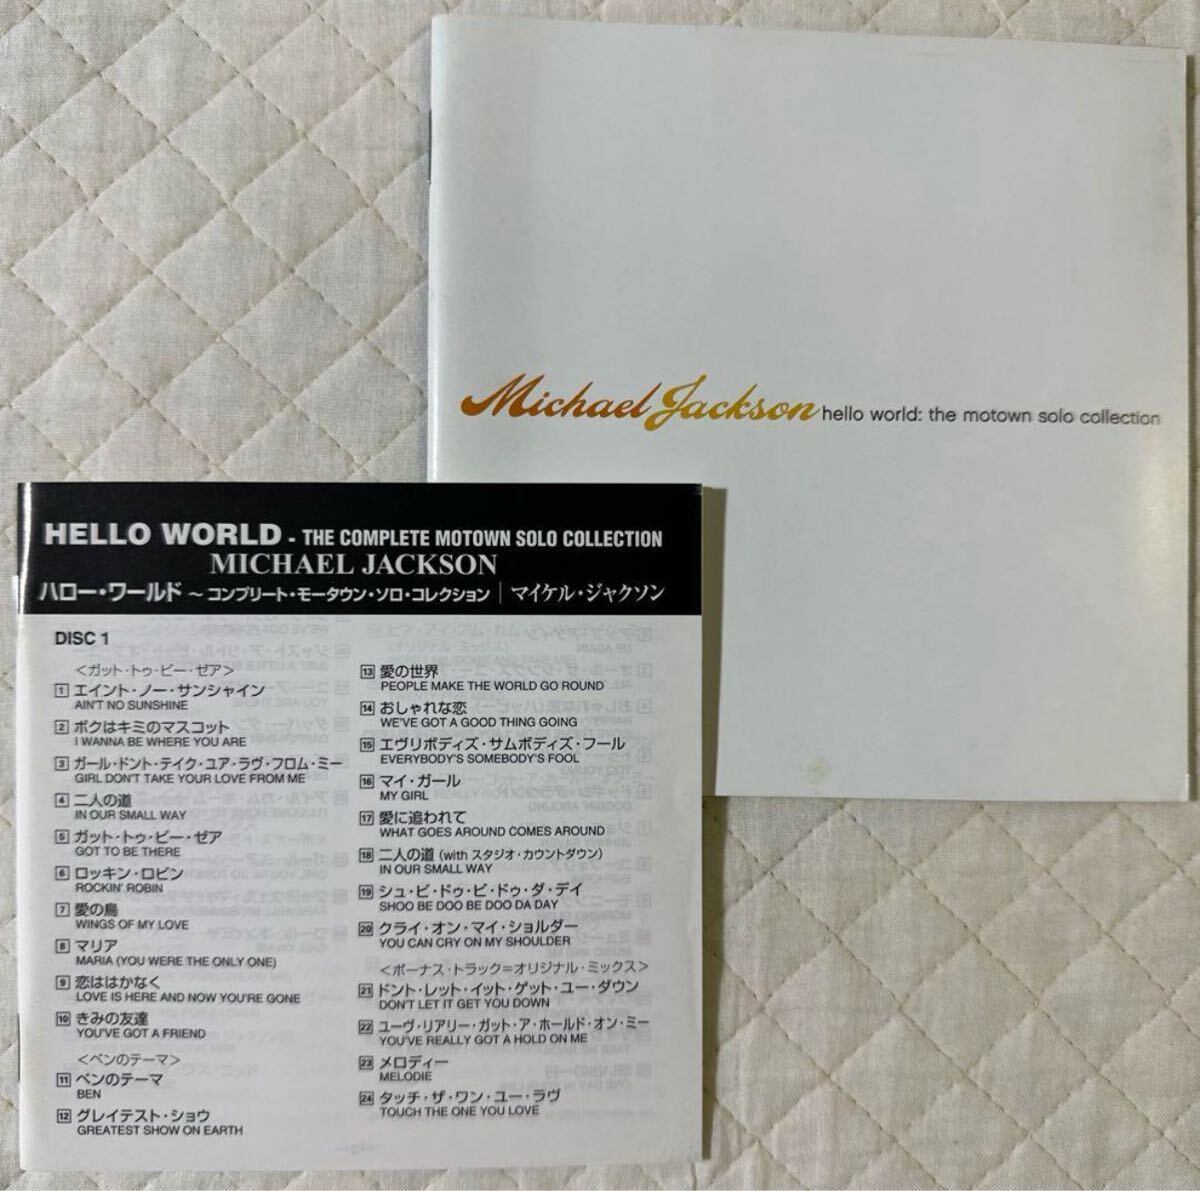 Michael Jackson hello world: the motown solo collection
HELLO WORLD - THE COMPLETE MOTOWN SOLO COLLECTION
MICHAEL JACKSON
ハロー・ワールド ～ コンプリート・モータウン・ソロ・コレクション | マイケル・ジャクソン
DISC 1
＜ガット・トゥ・ビー・ゼア＞
1 エイント・ノー・サンシャイン
AIN'T NO SUNSHINE
2 ボクはキミのマスコット
I WANNA BE WHERE YOU ARE
3 ガール・ドント・テイク・ユア・ラヴ・フロム・ミー
GIRL DON'T TAKE YOUR LOVE FROM ME
4 二人の道
IN OUR SMALL WAY
5 ガット・トゥ・ビー・ゼア
GOT TO BE THERE
6 ロッキン・ロビン
ROCKIN' ROBIN
7 愛の鳥
WINGS OF MY LOVE
8 マリア
MARIA (YOU WERE THE ONLY ONE)
9 恋ははかなく
LOVE IS HERE AND NOW YOU'RE GONE
10 きみの友達
YOU'VE GOT A FRIEND
＜ベンのテーマ＞
11 ベンのテーマ
BEN
12 グレイテスト・ショウ
GREATEST SHOW ON EARTH
13 愛の世界
PEOPLE MAKE THE WORLD GO ROUND
14 おしゃれな恋
WE'VE GOT A GOOD THING GOING
15 エヴリボディズ・サムボディズ・フール
EVERYBODY'S SOMEBODY'S FOOL
16 マイ・ガール
MY GIRL
17 愛に追われて
WHAT GOES AROUND COMES AROUND
18 二人の道 (with スタジオ・カウントダウン)
IN OUR SMALL WAY
19 シュ・ビ・ドゥ・ビ・ドゥ・ダ・デイ
SHOO BE DOO BE DOO DA DAY
20 クライ・オン・マイ・ショルダー
YOU CAN CRY ON MY SHOULDER
＜ボーナス・トラック＝オリジナル・ミックス＞
21 ドント・レット・イット・ゲット・ユー・ダウン
DON'T LET IT GET YOU DOWN
22 ユーヴ・リアリー・ガット・ア・ホールド・オン・ミー
YOU'VE REALLY GOT A HOLD ON ME
23 メロディー
MELODIE
24 タッチ・ザ・ワン・ユー・ラヴ
TOUCH THE ONE YOU LOVE